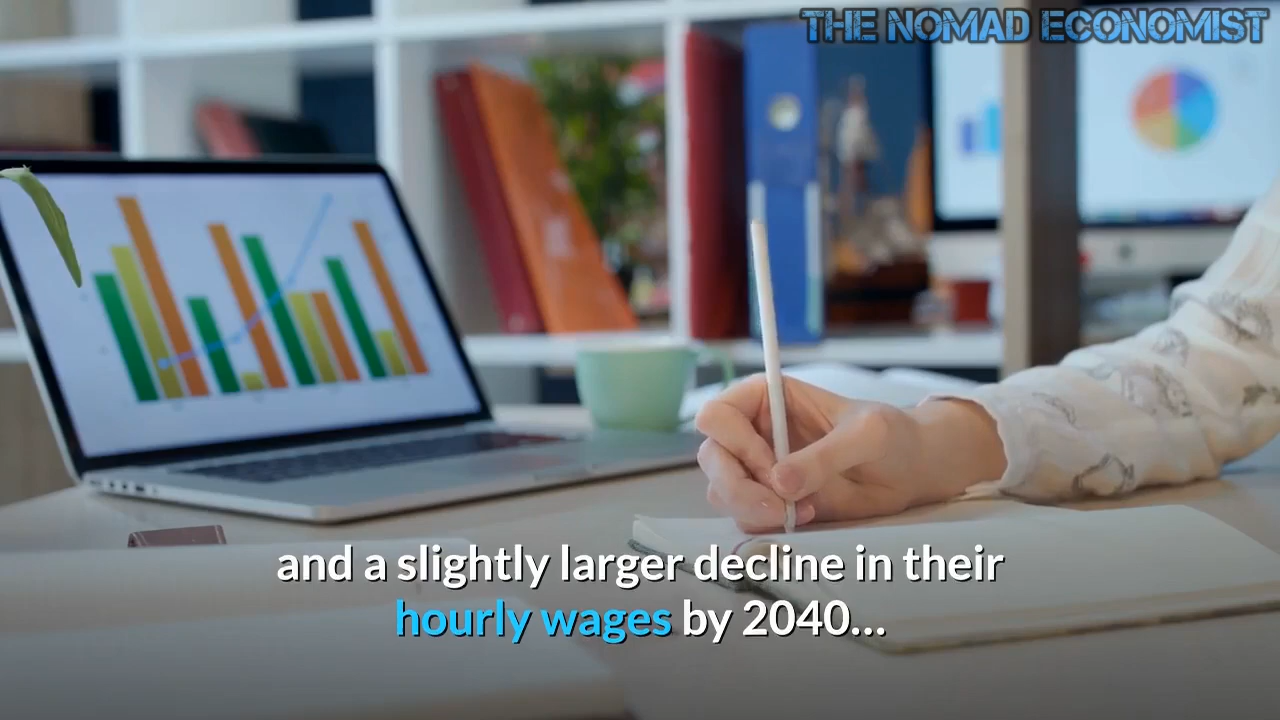 THE NOMAD ECONOMIST
and a slightly larger decline in their
hourly wages by 2040...